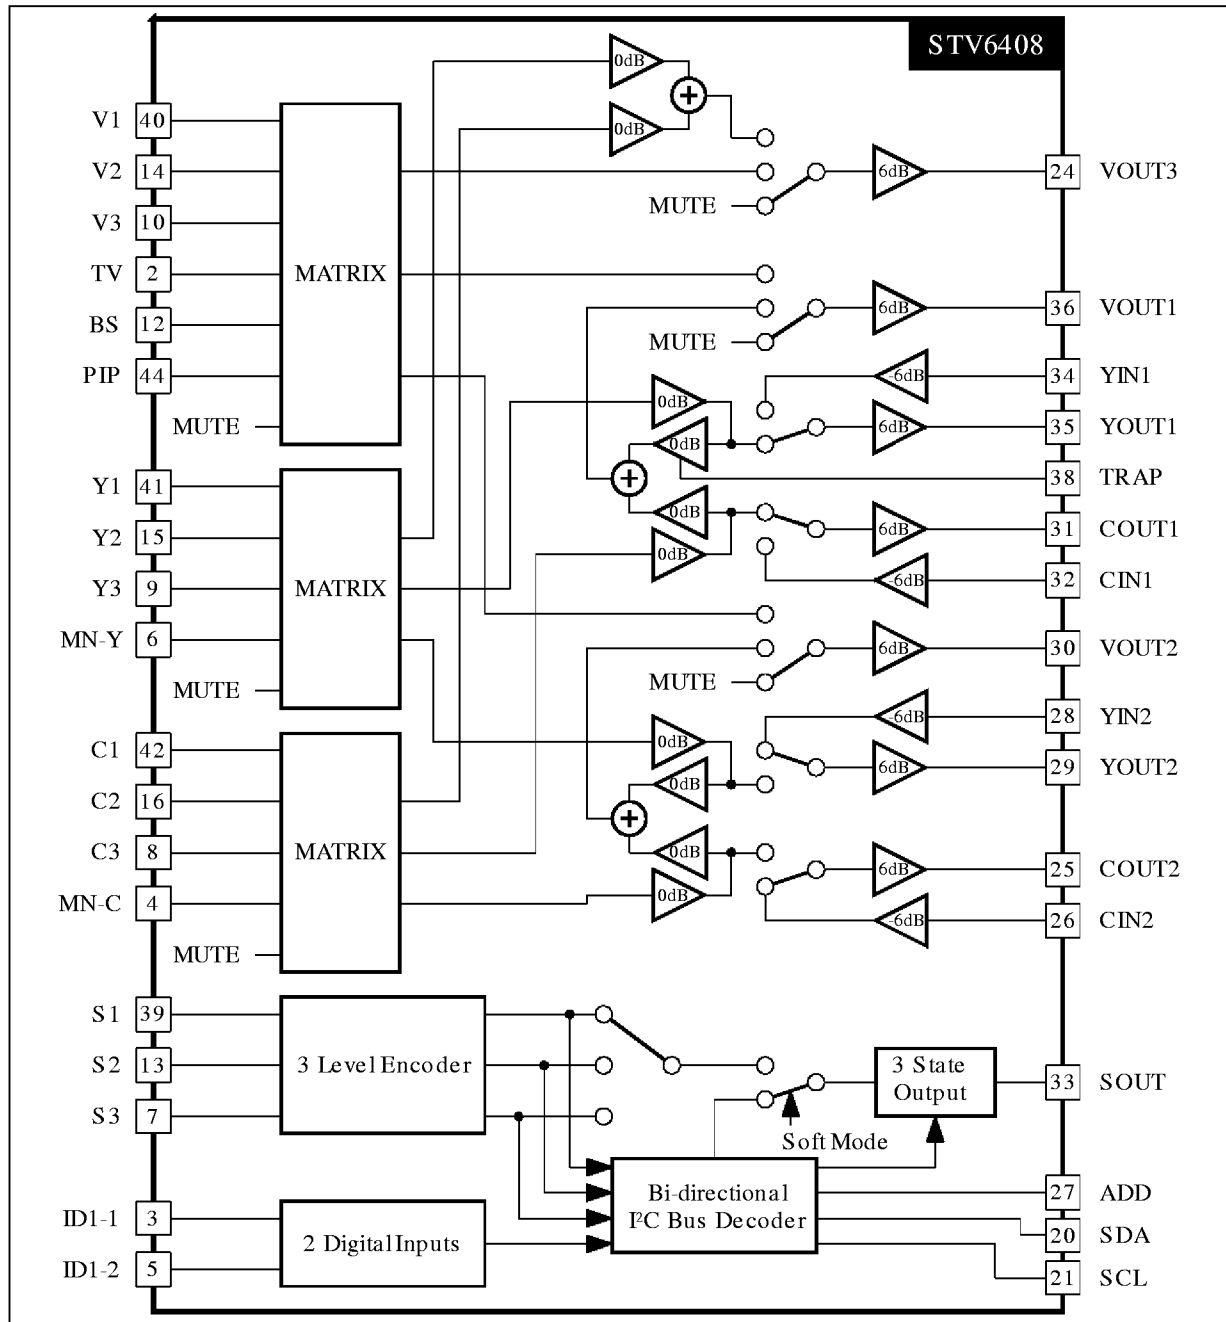 STV6408
0dB
0dB
V1 40
V2 14
MUTE
6dB
24 VOUT3
V3 10
TV 2
MATRIX
BS 12
MUTE
6dB
36 VOUT1
PIP 44
-6dB
34 YIN1
0dB
MUTE
0dB
6dB
35 YOUT1
38 TRAP
Y1 41
0dB
Y2 15
6dB
31 COUT1
0dB
Y3 9
MATRIX
-6dB
32 CIN1
MN-Y 6
MUTE
6dB
30 VOUT2
MUTE
-6dB
28 YIN2
C1 42
0dB
0dB
6dB
29 YOUT2
C2 16
C3 8
MATRIX
0dB
6dB
25 COUT2
MN-C 4
0dB
-6dB
26 CIN2
MUTE
S1 39
S2 13
3 Level Encoder
3 State
Output
33 SOUT
S3 7
Soft Mode
Bi-directional
I²C Bus Decoder
27 ADD
ID1-1 3
2 Digital Inputs
20 SDA
ID1-2 5
21 SCL